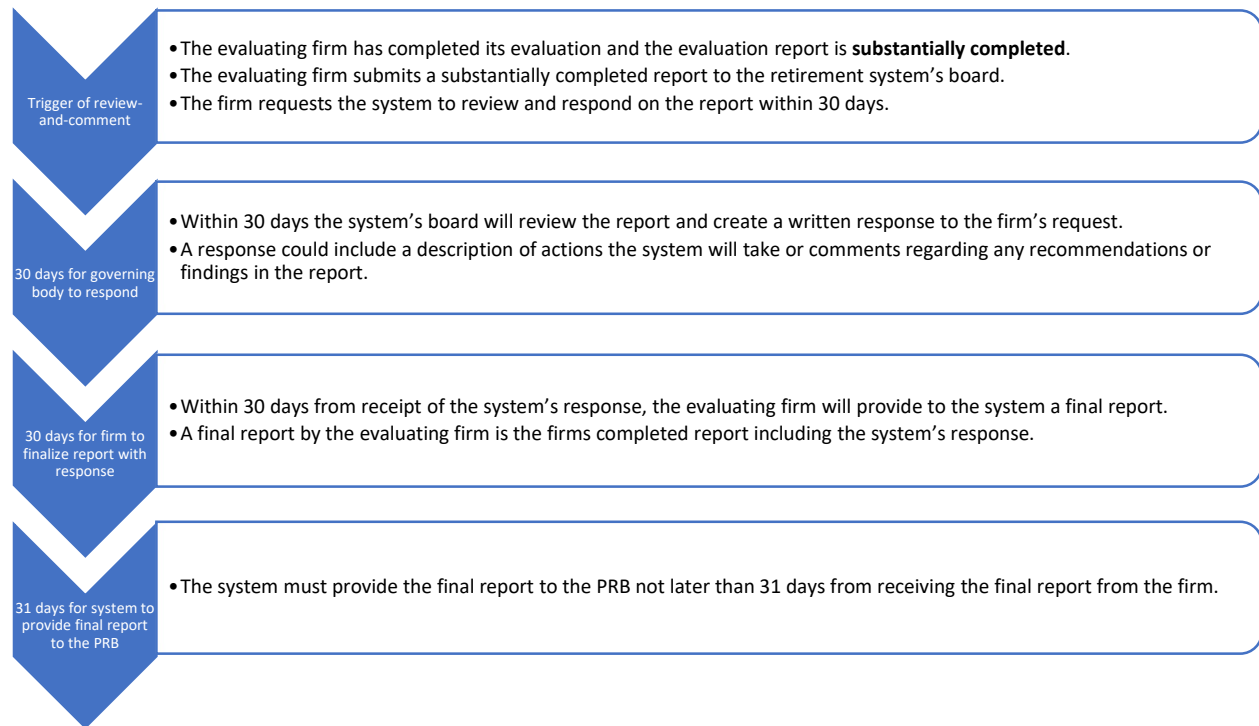 Trigger of review-
and-comment
•The evaluating firm has completed its evaluation and the evaluation report is substantially completed.
•The evaluating firm submits a substantially completed report to the retirement system’s board.
•The firm requests the system to review and respond on the report within 30 days.
30 days for governing
body to respond
•Within 30 days the system’s board will review the report and create a written response to the firm’s request.
•A response could include a description of actions the system will take or comments regarding any recommendations or
findings in the report.
30 days for firm to
finalize report with
response
•Within 30 days from receipt of the system’s response, the evaluating firm will provide to the system a final report.
•A final report by the evaluating firm is the firms completed report including the system’s response.
31 days for system to
provide final report
to the PRB
•The system must provide the final report to the PRB not later than 31 days from receiving the final report from the firm.